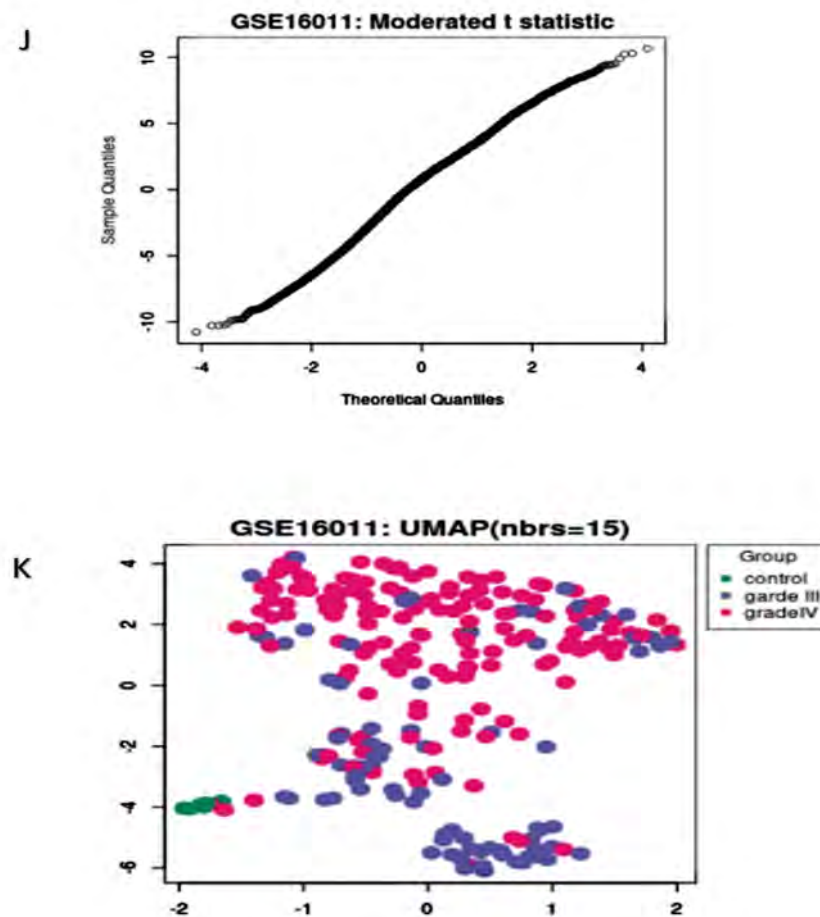 J
GSE16011: Moderated t statistic
Sample Quantiles
10
5
0
-5
-10
-4 -2 0 2 4
Theoretical Quantiles
K
GSE16011: UMAP(nbrs=15)
4
2
0
-2
-4
-6
-2 -1 0 1 2
Group
control
garde III
gradeIV